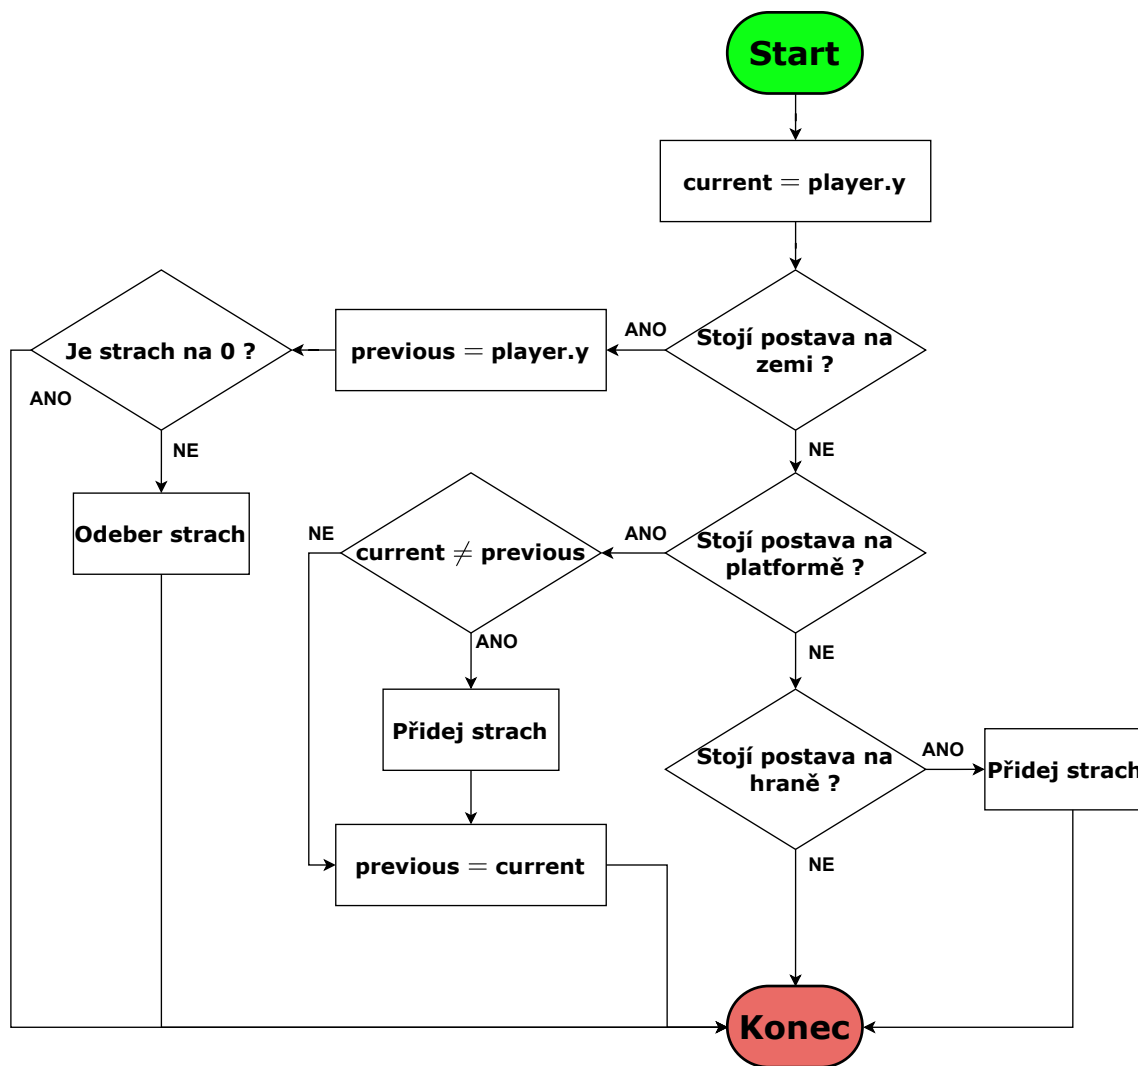 Start
current = player.y
Stojí postava na
zemi ?
ANO
previous = player.y
Je strach na 0 ?
ANO
NE
Odeber strach
NE
Stojí postava na
platformě ?
ANO
current ≠ previous
NE
ANO
Přidej strach
previous = current
NE
Stojí postava na
hraně ?
ANO
Přidej strach
NE
Konec